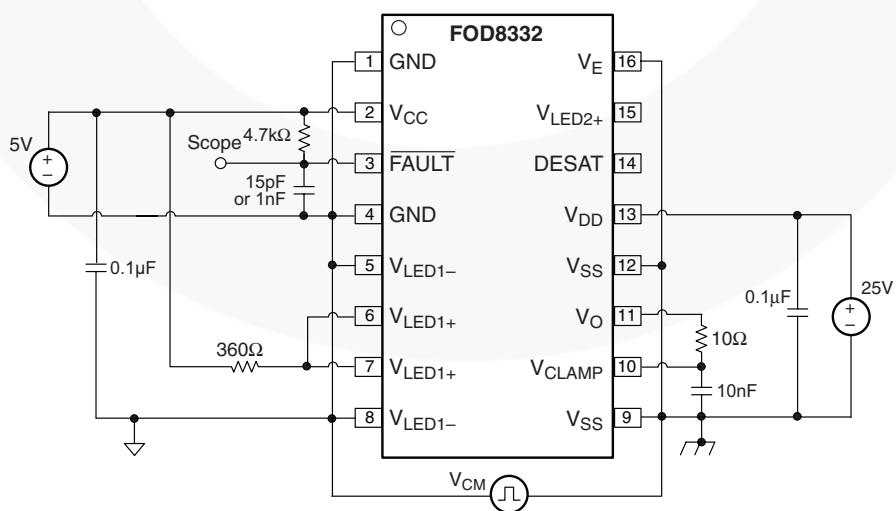 FOD8332
1 GND
2 VCC
3 FAULT
4 GND
5 VLED1–
6 VLED1+
7 VLED1+
8 VLED1–
VE 16
VLED2+ 15
DESAT 14
VDD 13
VSS 12
VO 11
VCLAMP 10
VSS 9
5V
+
–
Scope
4.7kΩ
15pF
or 1nF
0.1µF
360Ω
10Ω
10nF
0.1µF
25V
+
–
VCM